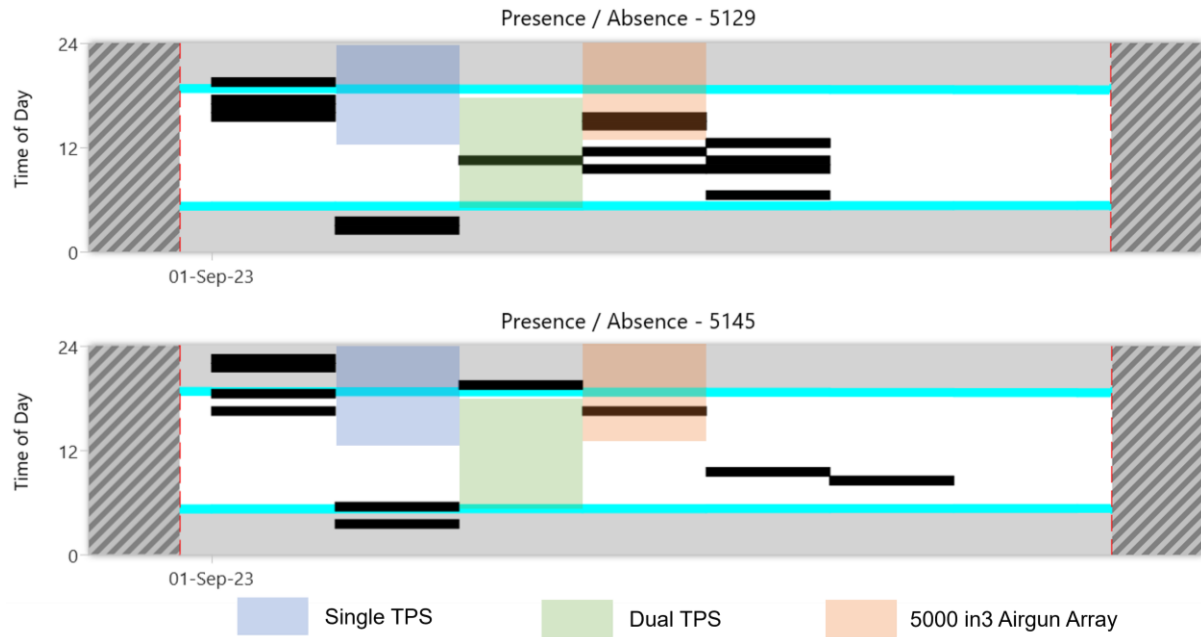 Presence / Absence - 5129
24
Time of Day
12
0
01-Sep-23
Presence / Absence - 5145
24
Time of Day
12
0
01-Sep-23
Single TPS
Dual TPS
5000 in3 Airgun Array